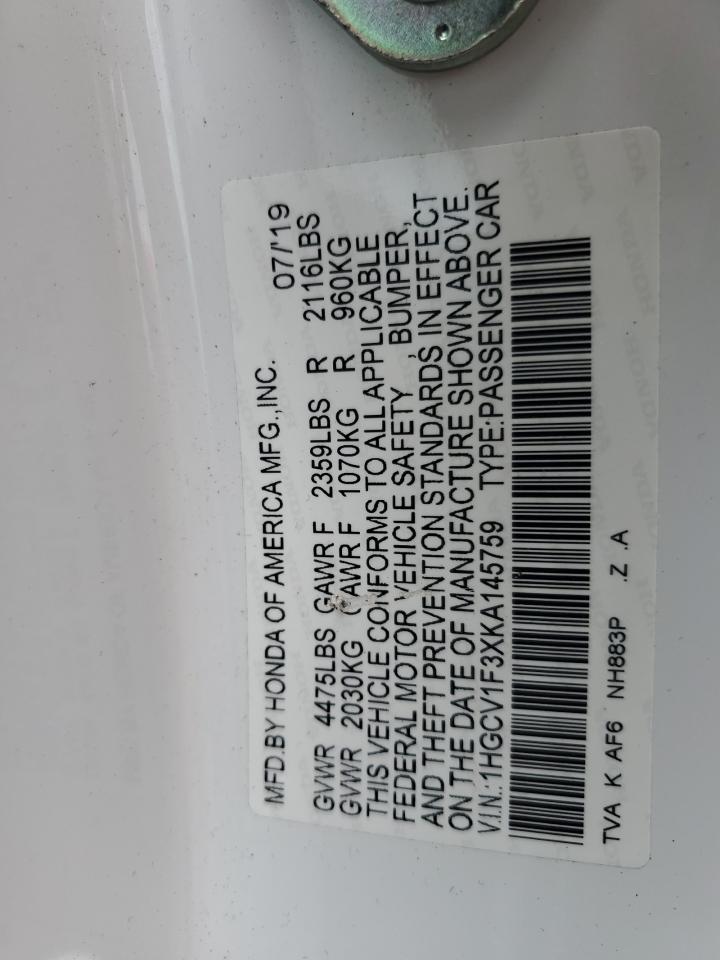 MFD.BY HONDA OF AMERICA MFG.,INC. 07/'19
GVWR 4475LBS GAWR F 2359LBS R 2116LBS
GVWR 2030KG GAWR F 1070KG R 960KG
THIS VEHICLE CONFORMS TO ALL APPLICABLE
FEDERAL MOTOR VEHICLE SAFETY , BUMPER,
AND THEFT PREVENTION STANDARDS IN EFFECT
ON THE DATE OF MANUFACTURE SHOWN ABOVE.
V.I.N.:1HGCV1F3XKA145759 TYPE:PASSENGER CAR
TVA K AF6 NH883P .Z .A